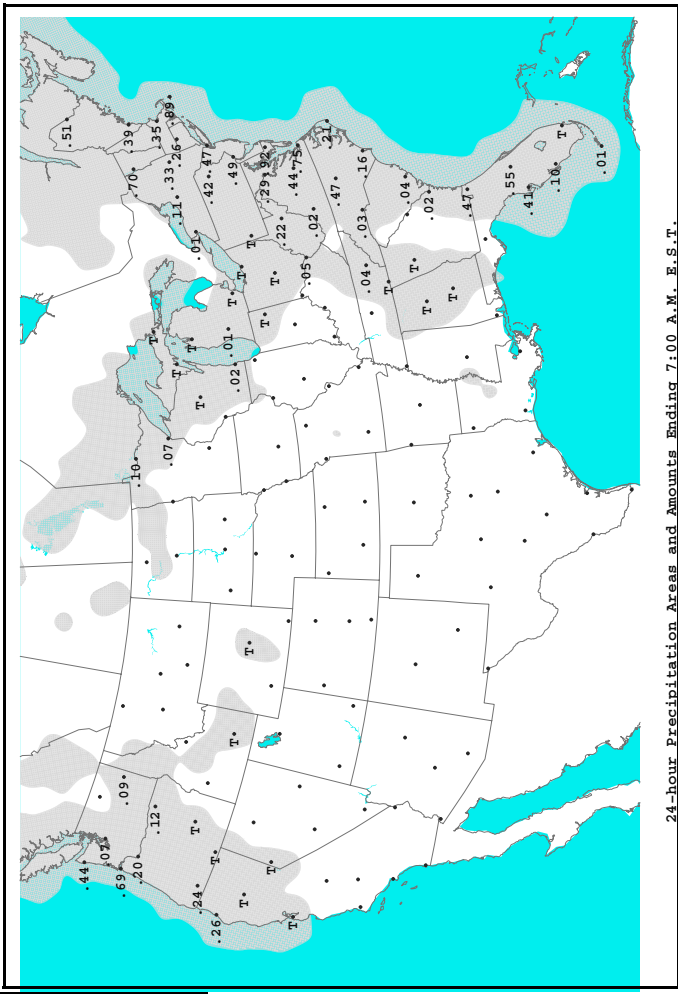 .51
.44
.07
.69
.09
.39
.70
.10
.20
T
.12
.35
.07
.33
.89
.26
T
.11
T
T
.01
.24
T
.47
.42
T
.26
.01
T
.49
T
.02
T
T
T
T
.29
.92
T
T
T
.22
T
.44
.75
.05
.02
.21
.47
.16
.03
.04
T
.04
T
T
.02
T
.47
.55
.41
.10
T
.01
24-hour Precipitation Areas and Amounts Ending 7:00 A.M. E.S.T.